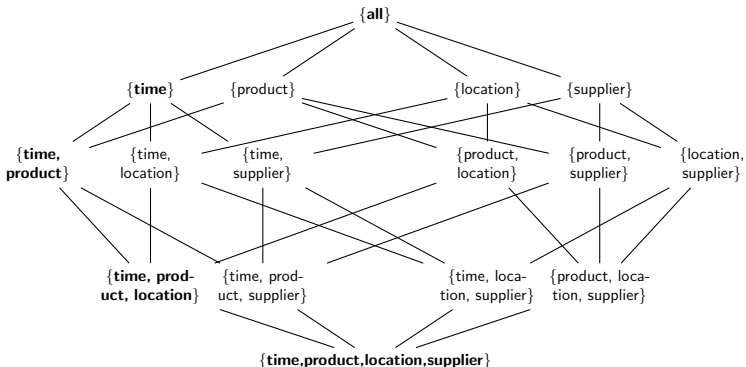 {all}
{time}
{product}
{location}
{supplier}
{time,
product}
{time,
location}
{time,
supplier}
{product,
location}
{product,
supplier}
{location,
supplier}
{time, prod-
uct, location}
{time, prod-
uct, supplier}
{time, loca-
tion, supplier}
{product, loca-
tion, supplier}
{time,product,location,supplier}